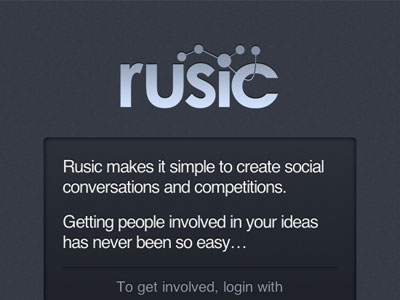 rusic
Rusic makes it simple to create social
conversations and competitions.
Getting people involved in your ideas
has never been so easy…
To get involved, login with